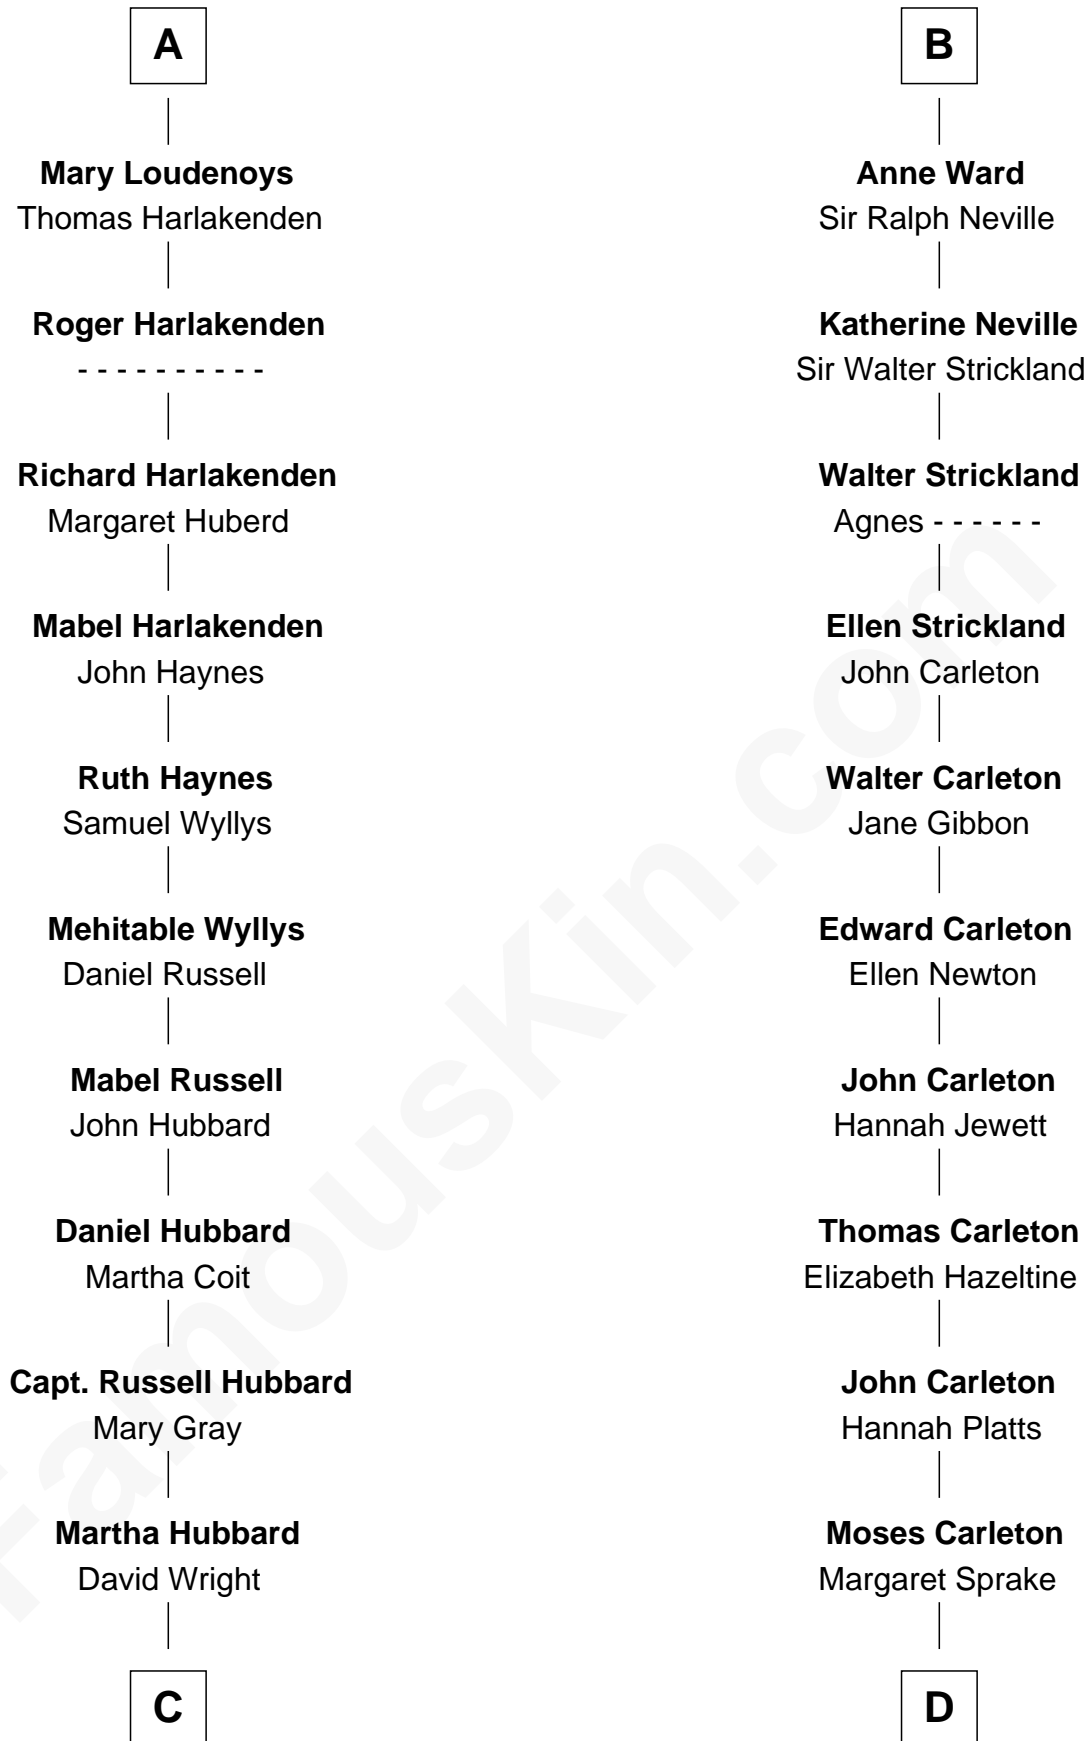 A
Mary Loudenoys
Thomas Harlakenden
Roger Harlakenden
- - - - - - - - - -
Richard Harlakenden
Margaret Huberd
Mabel Harlakenden
John Haynes
Ruth Haynes
Samuel Wyllys
Mehitable Wyllys
Daniel Russell
Mabel Russell
John Hubbard
Daniel Hubbard
Martha Coit
Capt. Russell Hubbard
Mary Gray
Martha Hubbard
David Wright
C
B
Anne Ward
Sir Ralph Neville
Katherine Neville
Sir Walter Strickland
Walter Strickland
Agnes - - - - - -
Ellen Strickland
John Carleton
Walter Carleton
Jane Gibbon
Edward Carleton
Ellen Newton
John Carleton
Hannah Jewett
Thomas Carleton
Elizabeth Hazeltine
John Carleton
Hannah Platts
Moses Carleton
Margaret Sprake
D
FamousKin.com